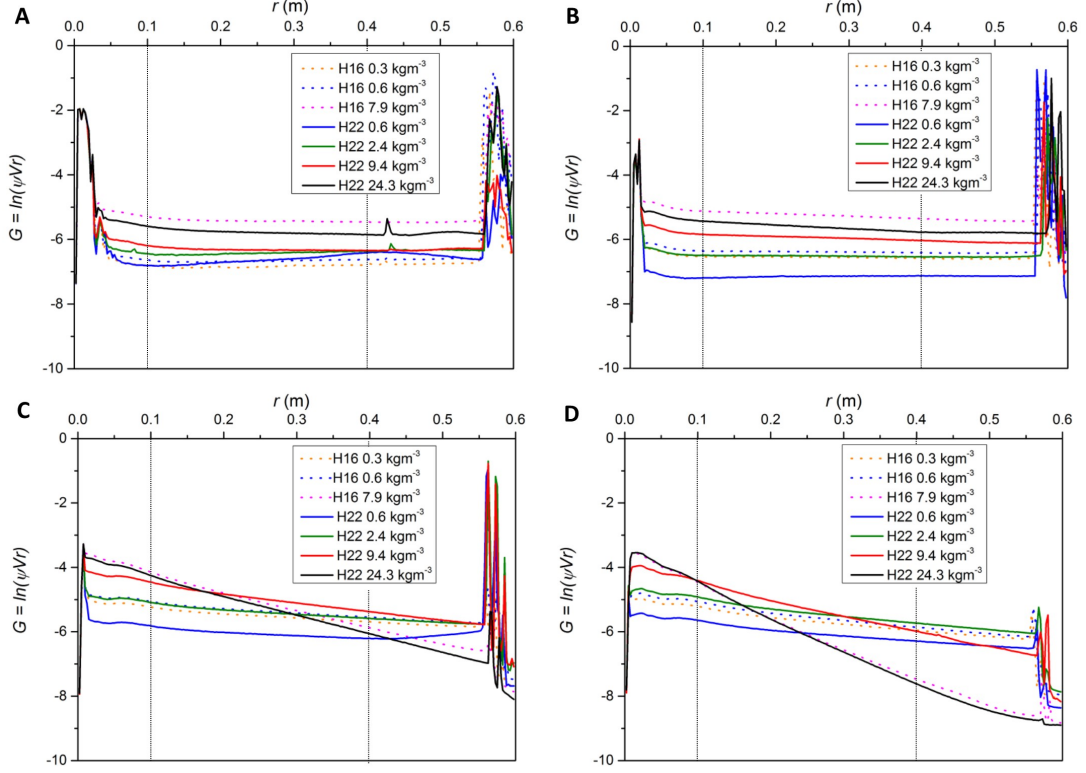 A
r (m)
0.0 0.1 0.2 0.3 0.4 0.5 0.6
0
-2
-4
-6
-8
-10
G = ln(ψVr)
H16 0.3 kgm⁻³
H16 0.6 kgm⁻³
H16 7.9 kgm⁻³
H22 0.6 kgm⁻³
H22 2.4 kgm⁻³
H22 9.4 kgm⁻³
H22 24.3 kgm⁻³
B
r (m)
0.0 0.1 0.2 0.3 0.4 0.5 0.6
0
-2
-4
-6
-8
-10
G = ln(ψVr)
H16 0.3 kgm⁻³
H16 0.6 kgm⁻³
H16 7.9 kgm⁻³
H22 0.6 kgm⁻³
H22 2.4 kgm⁻³
H22 9.4 kgm⁻³
H22 24.3 kgm⁻³
C
r (m)
0.0 0.1 0.2 0.3 0.4 0.5 0.6
0
-2
-4
-6
-8
-10
G = ln(ψVr)
H16 0.3 kgm⁻³
H16 0.6 kgm⁻³
H16 7.9 kgm⁻³
H22 0.6 kgm⁻³
H22 2.4 kgm⁻³
H22 9.4 kgm⁻³
H22 24.3 kgm⁻³
D
r (m)
0.0 0.1 0.2 0.3 0.4 0.5 0.6
0
-2
-4
-6
-8
-10
G = ln(ψVr)
H16 0.3 kgm⁻³
H16 0.6 kgm⁻³
H16 7.9 kgm⁻³
H22 0.6 kgm⁻³
H22 2.4 kgm⁻³
H22 9.4 kgm⁻³
H22 24.3 kgm⁻³